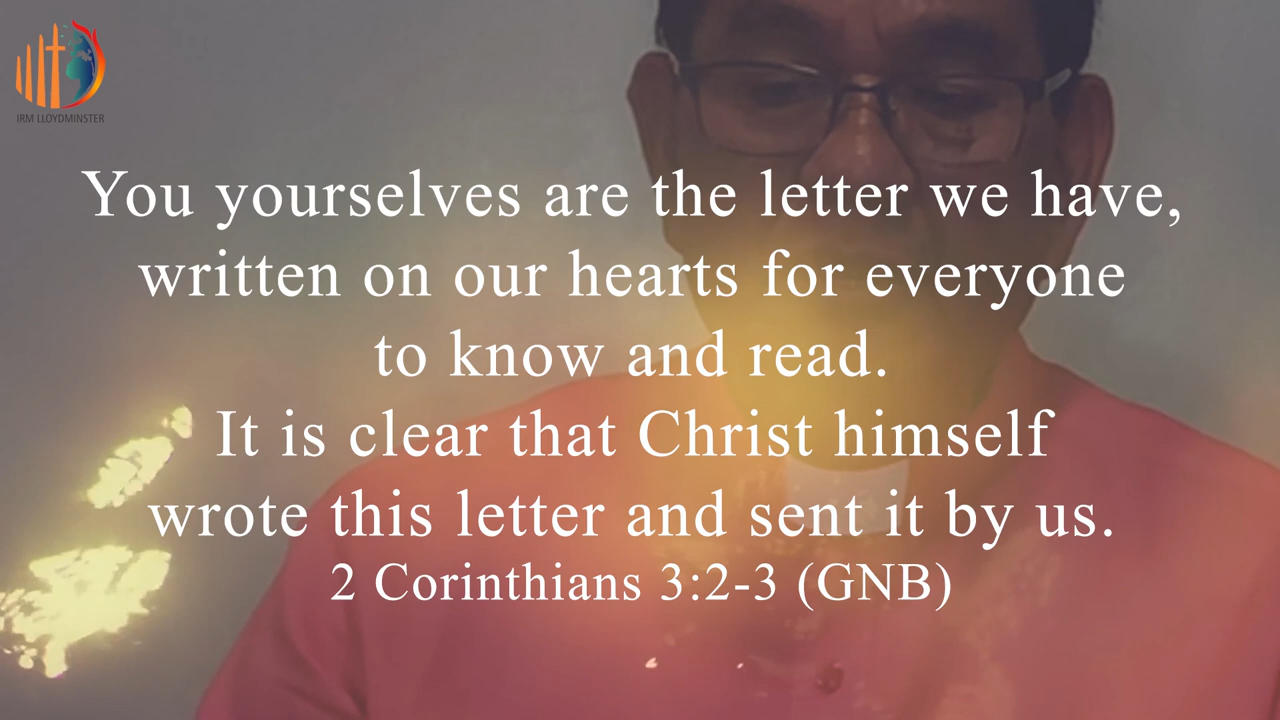 IRM LLOYDMINSTER
You yourselves are the letter we have,
written on our hearts for everyone
to know and read.
It is clear that Christ himself
wrote this letter and sent it by us.
2 Corinthians 3:2-3 (GNB)